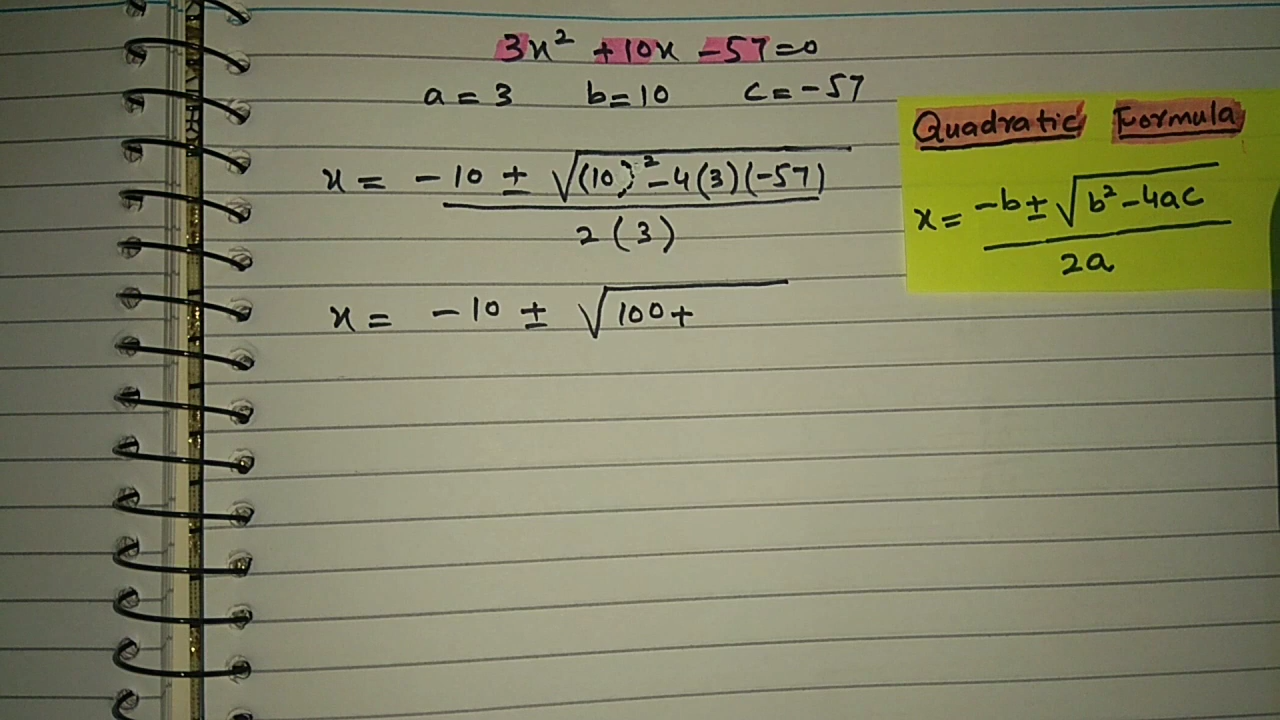 3x² +10x -57=0
a = 3 b=10 c=-57
x = -10 ± √(10)²-4(3)(-57)
2(3)
x = -10 ± √100+
Quadratic Formula
x= -b±√b²-4ac
2a